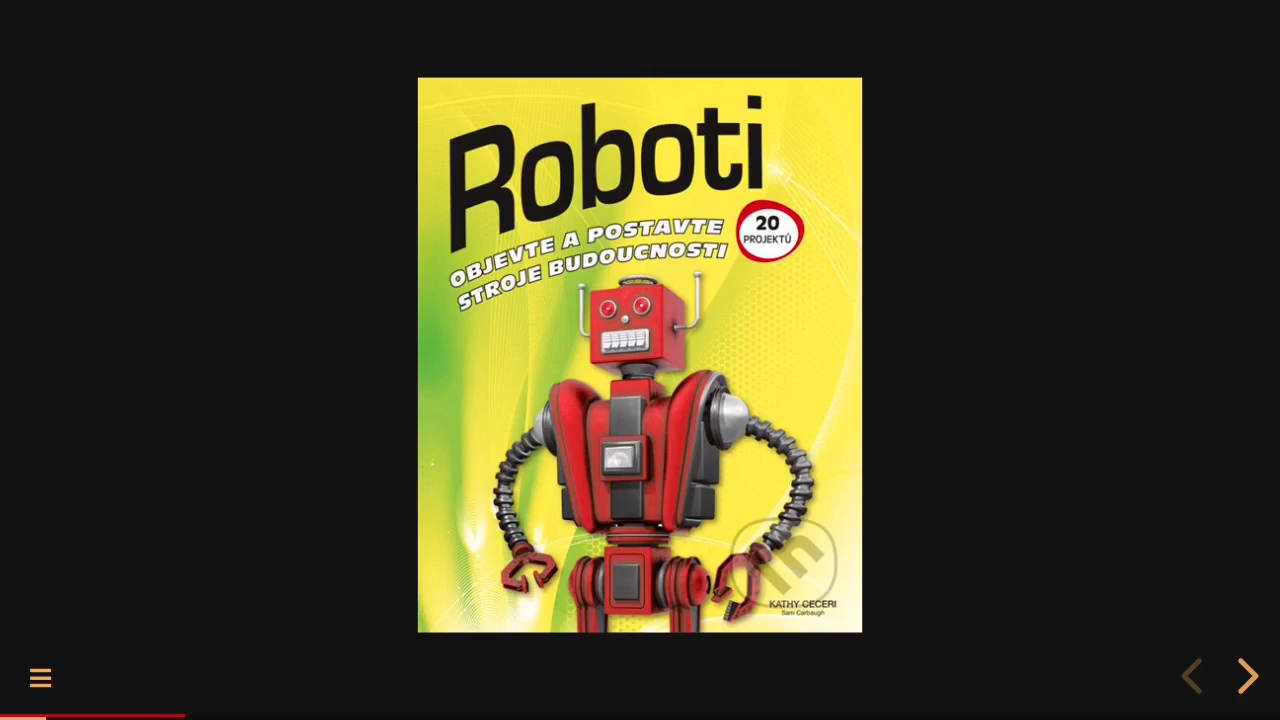 Roboti
OBJEVTE A POSTAVTE
STROJE BUDOUCNOSTI
20
PROJEKTŮ
KATHY CECERI
Sam Carbaugh